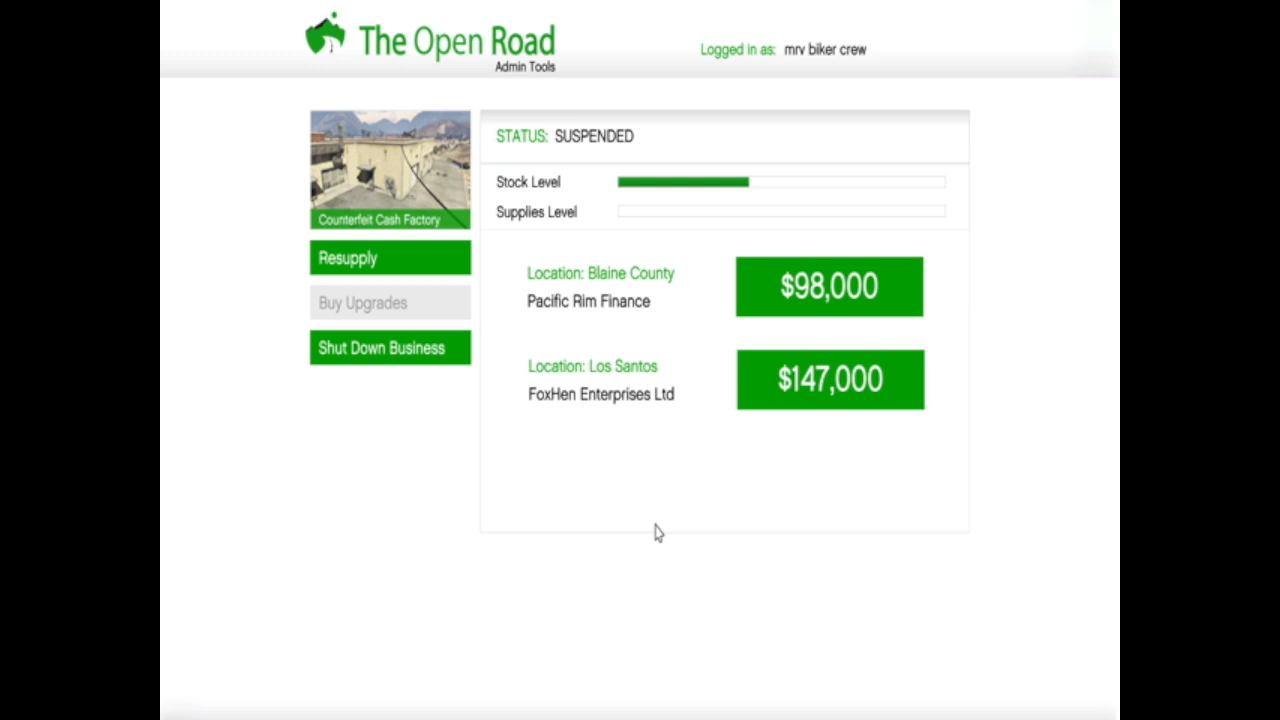 The Open Road
Admin Tools
Logged in as: mrv biker crew
Counterfeit Cash Factory
Resupply
Buy Upgrades
Shut Down Business
STATUS: SUSPENDED
Stock Level
Supplies Level
Location: Blaine County
Pacific Rim Finance
$98,000
Location: Los Santos
FoxHen Enterprises Ltd
$147,000